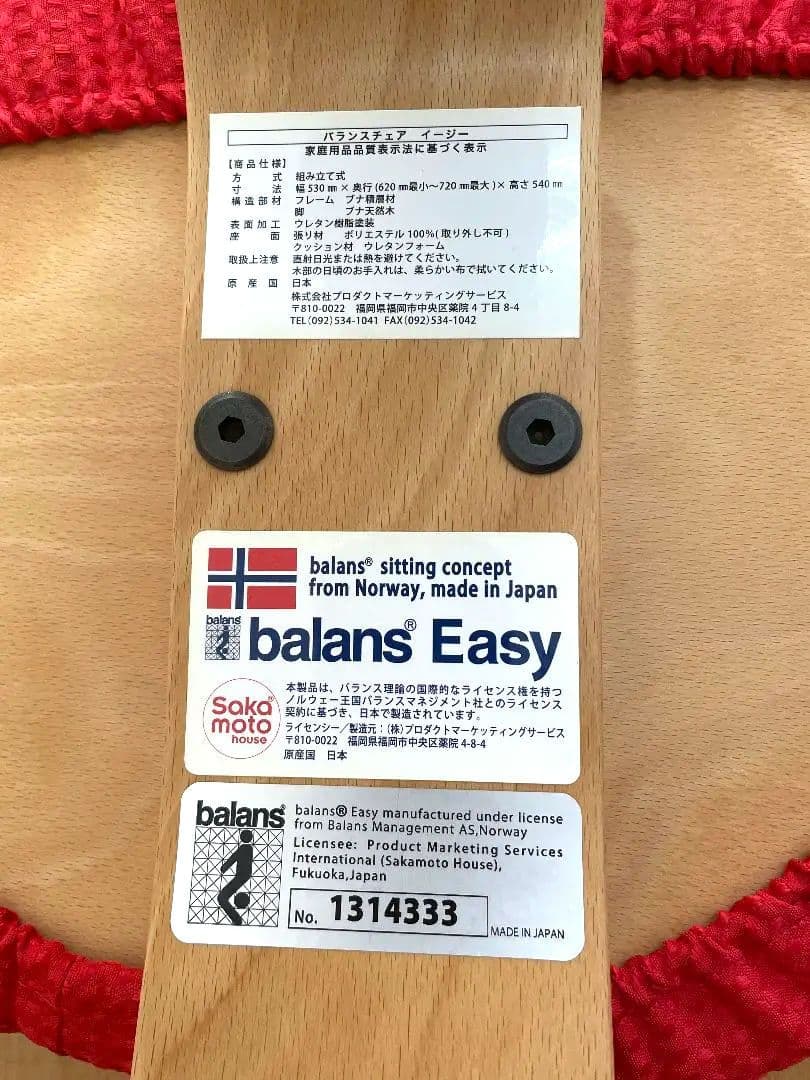 バランスチェア イージー
家庭用品品質表示法に基づく表示
【商品仕様】
方式 組み立て式
寸法 幅530㎜×奥行(620㎜最小～720㎜最大)×高さ540㎜
構造部材 フレーム ブナ積層材
脚 ブナ天然木
表面加工 ウレタン樹脂塗装
座面 張り材 ポリエステル100%(取り外し不可)
クッション材 ウレタンフォーム
取扱上注意 直射日光または熱を避けてください。
木部の日頃のお手入れは、柔らかい布で拭いてください。
原産国 日本
株式会社プロダクトマーケッティングサービス
〒810-0022 福岡県福岡市中央区薬院4丁目8-4
TEL(092)534-1041 FAX(092)534-1042
balans® sitting concept
from Norway, made in Japan
balans
balans® Easy
Saka®
moto
house
本製品は、バランス理論の国際的なライセンス権を持つ
ノルウェー王国バランスマネジメント社とのライセンス
契約に基づき、日本で製造されています。
ライセンシー/製造元:(株)プロダクトマーケッティングサービス
〒810-0022 福岡県福岡市中央区薬院4-8-4
原産国 日本
balans®
balans® Easy manufactured under license
from Balans Management AS,Norway
Licensee: Product Marketing Services
International (Sakamoto House),
Fukuoka,Japan
No. 1314333
MADE IN JAPAN